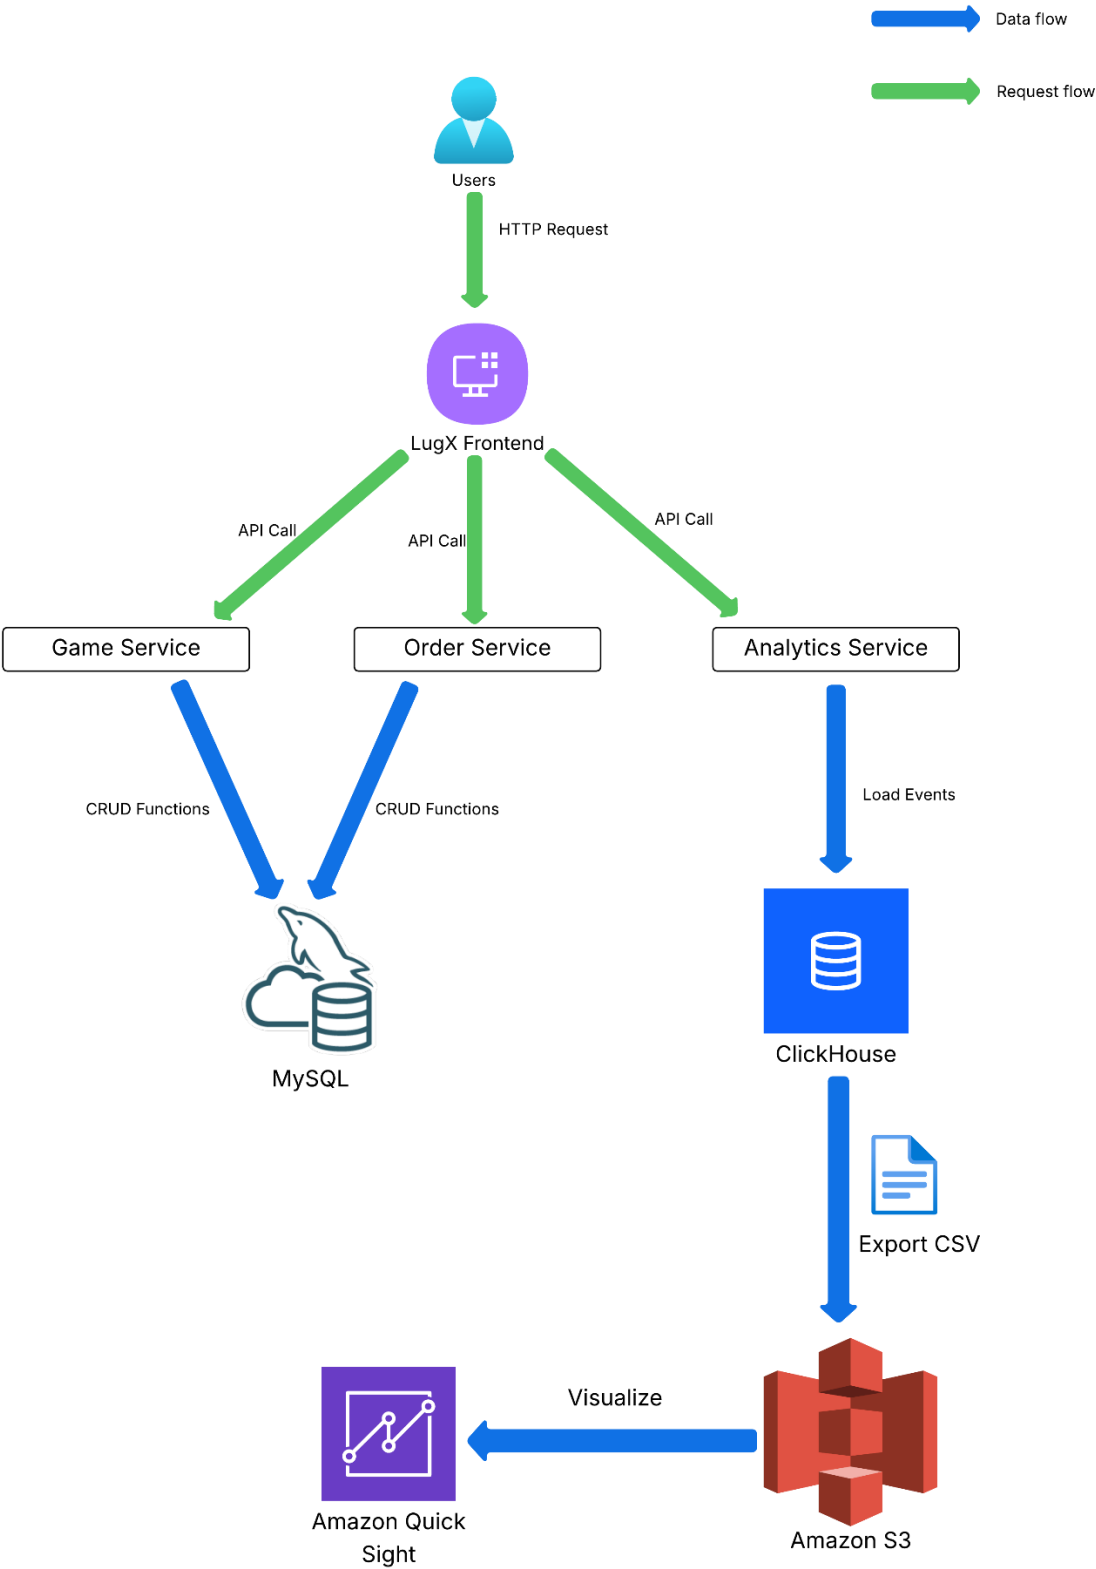 Data flow
Request flow
Users
HTTP Request
LugX Frontend
API Call
API Call
API Call
Game Service
Order Service
Analytics Service
CRUD Functions
CRUD Functions
Load Events
MySQL
ClickHouse
Export CSV
Visualize
Amazon Quick
Sight
Amazon S3